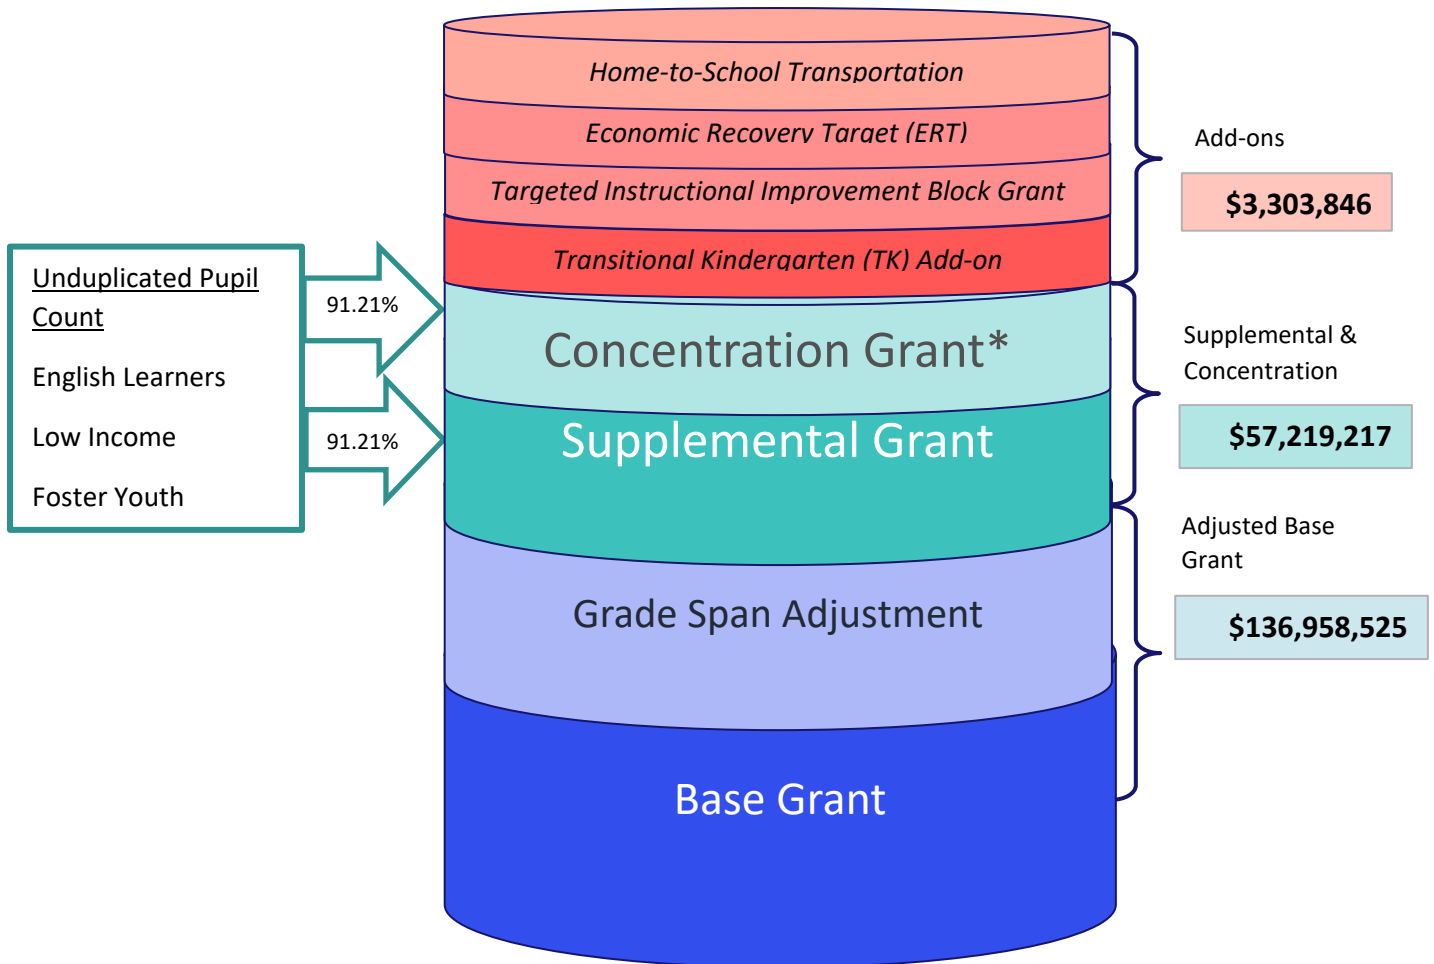 Home-to-School Transportation
Economic Recovery Target (ERT)
Targeted Instructional Improvement Block Grant
Transitional Kindergarten (TK) Add-on
Concentration Grant*
Supplemental Grant
Grade Span Adjustment
Base Grant
Unduplicated Pupil
Count
English Learners
Low Income
Foster Youth
91.21%
91.21%
Add-ons
$3,303,846
Supplemental &
Concentration
$57,219,217
Adjusted Base
Grant
$136,958,525